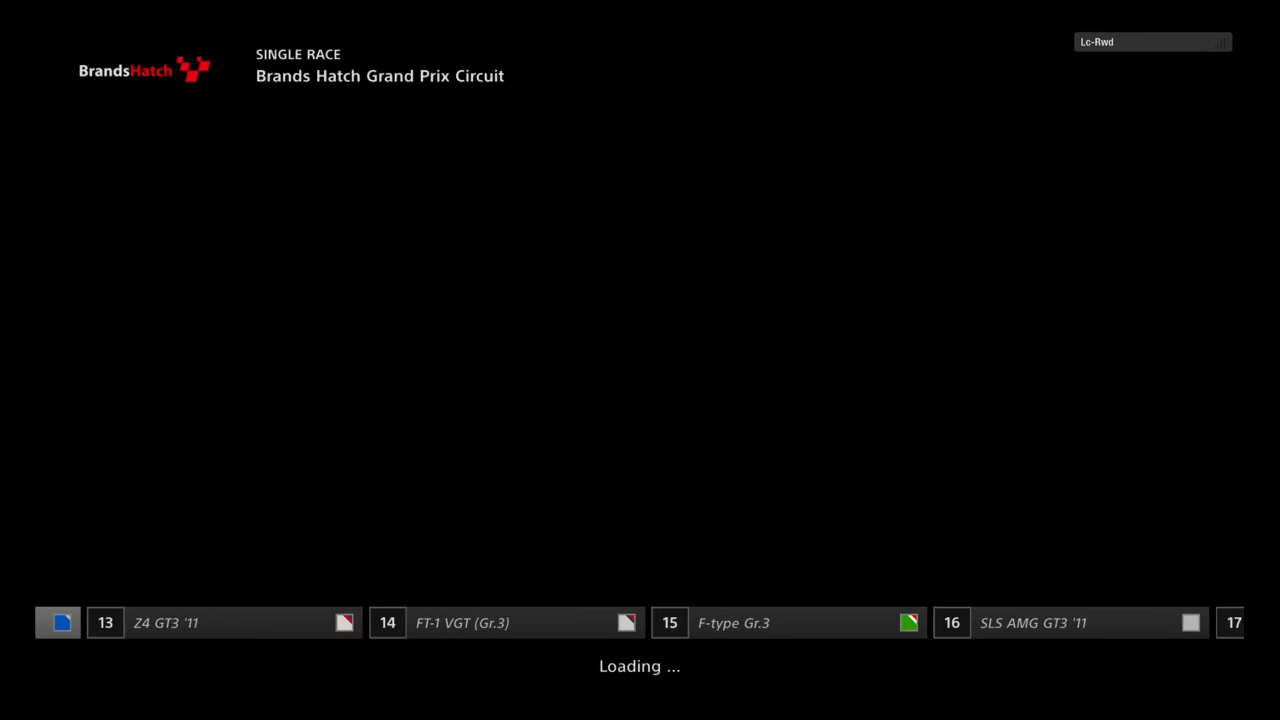 BrandsHatch
SINGLE RACE
Brands Hatch Grand Prix Circuit
Lc-Rwd
13 Z4 GT3 '11
14 FT-1 VGT (Gr.3)
15 F-type Gr.3
16 SLS AMG GT3 '11
17
Loading ...